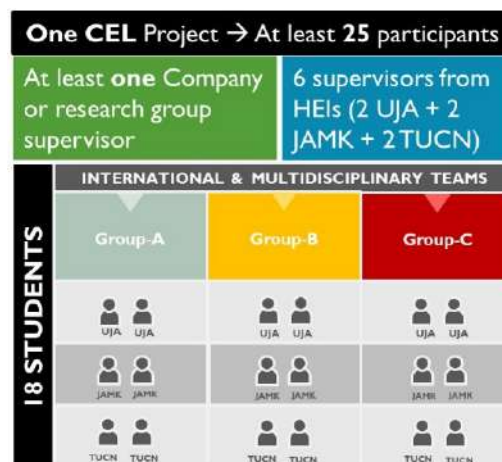 One CEL Project → At least 25 participants
At least one Company
or research group
supervisor
6 supervisors from
HEIs (2 UJA + 2
JAMK + 2 TUCN)
18 STUDENTS
INTERNATIONAL & MULTIDISCIPLINARY TEAMS
Group-A Group-B Group-C
UJA UJA UJA UJA UJA UJA
JAMK JAMK JAMK JAMK JAMK JAMK
TUCN TUCN TUCN TUCN TUCN TUCN